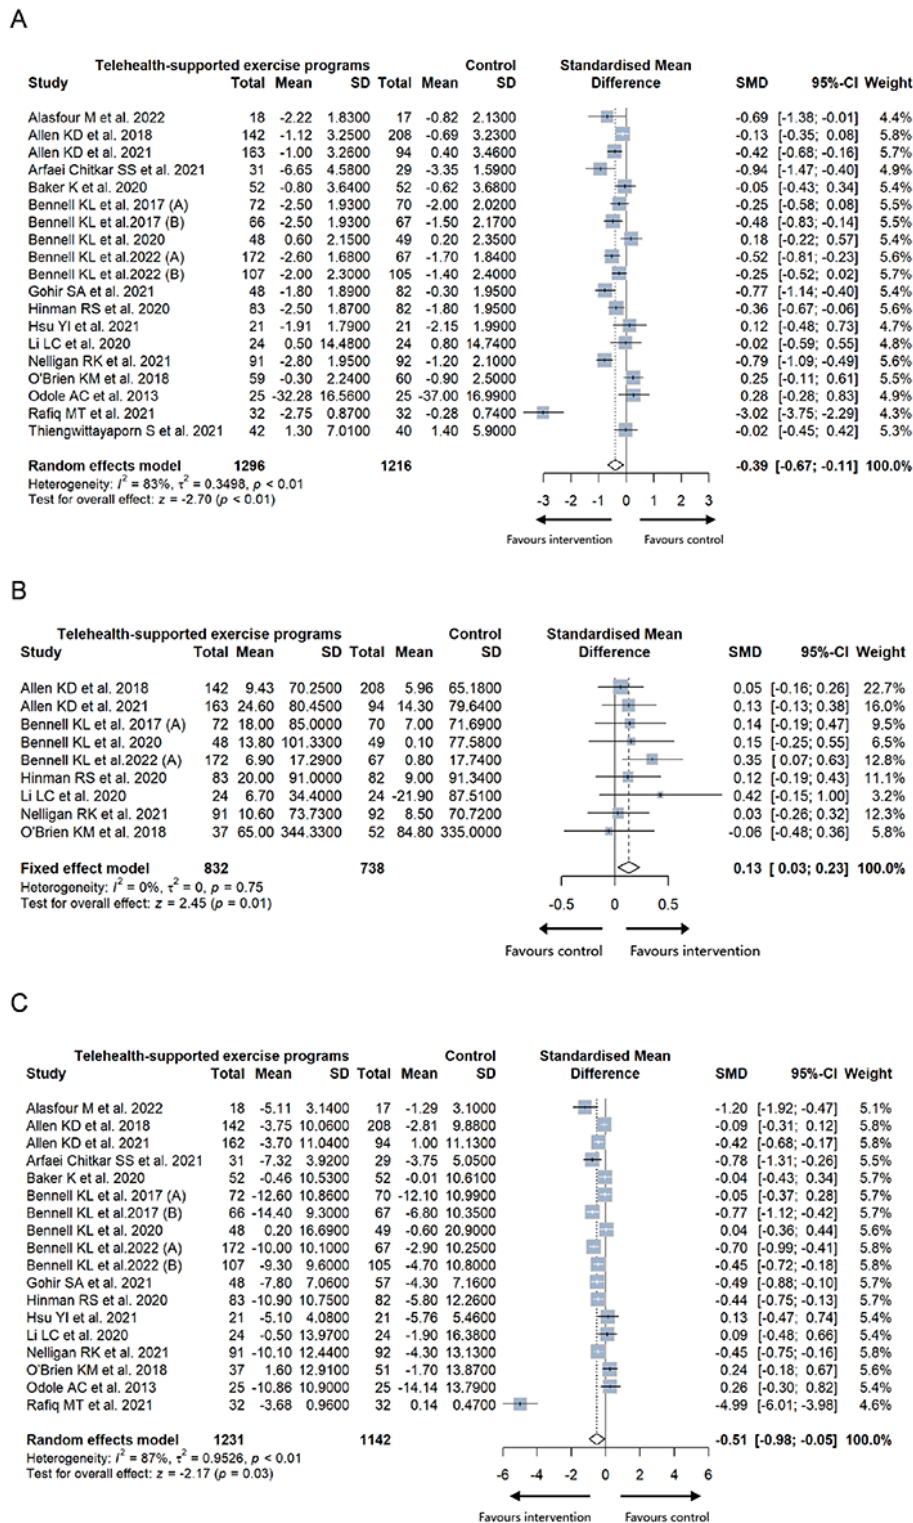 A
Telehealth-supported exercise programs Control Standardised Mean
Study Total Mean SD Total Mean SD Difference SMD 95%-CI Weight
Alasfour M et al. 2022 18 -2.22 1.8300 17 -0.82 2.1300 -0.69 [-1.38; -0.01] 4.4%
Allen KD et al. 2018 142 -1.12 3.2500 208 -0.69 3.2300 -0.13 [-0.35; 0.08] 5.8%
Allen KD et al. 2021 163 -1.00 3.2600 94 0.40 3.4600 -0.42 [-0.68; -0.16] 5.7%
Arfaei Chitkar SS et al. 2021 31 -6.65 4.5800 29 -3.35 1.5900 -0.94 [-1.47; -0.40] 4.9%
Baker K et al. 2020 52 -0.80 3.6400 52 -0.62 3.6800 -0.05 [-0.43; 0.34] 5.4%
Bennell KL et al. 2017 (A) 72 -2.50 1.9300 70 -2.00 2.0200 -0.25 [-0.58; 0.08] 5.5%
Bennell KL et al.2017 (B) 66 -2.50 1.9300 67 -1.50 2.1700 -0.48 [-0.83; -0.14] 5.5%
Bennell KL et al. 2020 48 0.60 2.1500 49 0.20 2.3500 0.18 [-0.22; 0.57] 5.4%
Bennell KL et al.2022 (A) 172 -2.60 1.6800 67 -1.70 1.8400 -0.52 [-0.81; -0.23] 5.6%
Bennell KL et al.2022 (B) 107 -2.00 2.3000 105 -1.40 2.4000 -0.25 [-0.52; 0.02] 5.7%
Gohir SA et al. 2021 48 -1.80 1.8900 82 -0.30 1.9500 -0.77 [-1.14; -0.40] 5.4%
Hinman RS et al. 2020 83 -2.50 1.8700 82 -1.80 1.9500 -0.36 [-0.67; -0.06] 5.6%
Hsu YI et al. 2021 21 -1.91 1.7900 21 -2.15 1.9900 0.12 [-0.48; 0.73] 4.7%
Li LC et al. 2020 24 0.50 14.4800 24 0.80 14.7400 -0.02 [-0.59; 0.55] 4.8%
Nelligan RK et al. 2021 91 -2.80 1.9500 92 -1.20 2.1000 -0.79 [-1.09; -0.49] 5.6%
O'Brien KM et al. 2018 59 -0.30 2.2400 60 -0.90 2.5000 0.25 [-0.11; 0.61] 5.5%
Odole AC et al. 2013 25 -32.28 16.5600 25 -37.00 16.9900 0.28 [-0.28; 0.83] 4.9%
Rafiq MT et al. 2021 32 -2.75 0.8700 32 -0.28 0.7400 -3.02 [-3.75; -2.29] 4.2%
Thiengwittayaporn S et al. 2021 42 1.30 7.0100 40 1.40 5.9000 -0.02 [-0.45; 0.42] 5.3%
Random effects model 1296 1216 -0.39 [-0.67; -0.11] 100.0%
Heterogeneity: I² = 83%, τ² = 0.3498, p < 0.01
Test for overall effect: z = -2.70 (p < 0.01)
-3 -2 -1 0 1 2 3
Favours intervention Favours control
B
Telehealth-supported exercise programs Control Standardised Mean
Study Total Mean SD Total Mean SD Difference SMD 95%-CI Weight
Allen KD et al. 2018 142 9.43 70.2500 208 5.96 65.1800 0.05 [-0.16; 0.26] 22.7%
Allen KD et al. 2021 163 24.60 80.4500 94 14.30 79.6400 0.13 [-0.13; 0.38] 16.0%
Bennell KL et al. 2017 (A) 72 18.00 85.0000 70 7.00 71.6900 0.14 [-0.19; 0.47] 9.5%
Bennell KL et al. 2020 48 13.80 101.3300 49 0.10 77.5800 0.15 [-0.25; 0.55] 6.5%
Bennell KL et al.2022 (A) 172 6.90 17.2900 67 0.80 17.7400 0.35 [ 0.07; 0.63] 12.8%
Hinman RS et al. 2020 83 20.00 91.0000 82 9.00 91.3400 0.12 [-0.19; 0.43] 11.1%
Li LC et al. 2020 24 6.70 34.4000 24 -21.90 87.5100 0.42 [-0.15; 1.00] 3.2%
Nelligan RK et al. 2021 91 10.60 73.7300 92 8.50 70.7200 0.03 [-0.26; 0.32] 12.3%
O'Brien KM et al. 2018 37 65.00 344.3300 52 84.80 335.0000 -0.06 [-0.48; 0.36] 5.8%
Fixed effect model 832 738 0.13 [ 0.03; 0.23] 100.0%
Heterogeneity: I² = 0%, τ² = 0, p = 0.75
Test for overall effect: z = 2.45 (p = 0.01)
-0.5 0 0.5
Favours control Favours intervention
C
Telehealth-supported exercise programs Control Standardised Mean
Study Total Mean SD Total Mean SD Difference SMD 95%-CI Weight
Alasfour M et al. 2022 18 -5.11 3.1400 17 -1.29 3.1000 -1.20 [-1.92; -0.47] 5.1%
Allen KD et al. 2018 142 -3.75 10.0600 208 -2.81 9.8800 -0.09 [-0.31; 0.12] 5.8%
Allen KD et al. 2021 162 -3.70 11.0400 94 1.00 11.1300 -0.42 [-0.68; -0.17] 5.8%
Arfaei Chitkar SS et al. 2021 31 -7.32 3.9200 29 -3.75 5.0500 -0.78 [-1.31; -0.26] 5.5%
Baker K et al. 2020 52 -0.46 10.5300 52 -0.01 10.6100 -0.04 [-0.43; 0.34] 5.7%
Bennell KL et al. 2017 (A) 72 -12.60 10.8600 70 -12.10 10.9900 -0.05 [-0.37; 0.28] 5.7%
Bennell KL et al.2017 (B) 66 -14.40 9.3000 67 -6.80 10.3500 -0.77 [-1.12; -0.42] 5.7%
Bennell KL et al. 2020 48 0.20 16.6900 49 -0.60 20.9000 0.04 [-0.36; 0.44] 5.6%
Bennell KL et al.2022 (A) 172 -10.00 10.1000 67 -2.90 10.2500 -0.70 [-0.99; -0.41] 5.8%
Bennell KL et al.2022 (B) 107 -9.30 9.6000 105 -4.70 10.8000 -0.45 [-0.72; -0.18] 5.8%
Gohir SA et al. 2021 48 -7.80 7.0600 57 -4.30 7.1600 -0.49 [-0.88; -0.10] 5.7%
Hinman RS et al. 2020 83 -10.90 10.7500 82 -5.80 12.2600 -0.44 [-0.75; -0.13] 5.7%
Hsu YI et al. 2021 21 -5.10 4.0800 21 -5.76 5.4600 0.13 [-0.47; 0.74] 5.4%
Li LC et al. 2020 24 -0.50 13.9700 24 -1.90 16.3800 0.09 [-0.48; 0.66] 5.4%
Nelligan RK et al. 2021 91 -10.10 12.4400 92 -4.30 13.1300 -0.45 [-0.75; -0.16] 5.7%
O'Brien KM et al. 2018 37 1.60 12.9100 51 -1.70 13.8700 0.24 [-0.18; 0.67] 5.6%
Odole AC et al. 2013 25 -10.86 10.9000 25 -14.14 13.7900 0.26 [-0.30; 0.82] 5.4%
Rafiq MT et al. 2021 32 -3.68 0.9600 32 0.14 0.4700 -4.99 [-6.01; -3.98] 4.6%
Random effects model 1231 1142 -0.51 [-0.98; -0.05] 100.0%
Heterogeneity: I² = 87%, τ² = 0.9526, p < 0.01
Test for overall effect: z = -2.17 (p = 0.03)
-6 -4 -2 0 2 4 6
Favours intervention Favours control